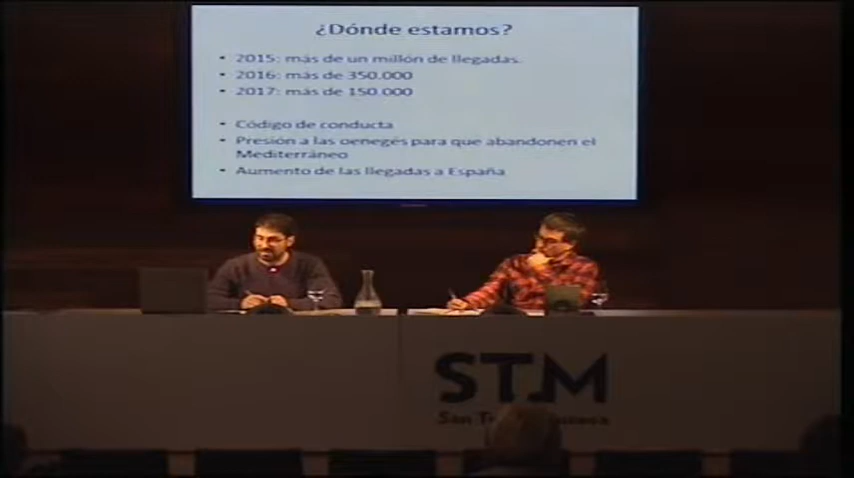 ¿Dónde estamos?
• 2015: más de un millón de llegadas.
• 2016: más de 350.000
• 2017: más de 150.000
• Código de conducta
• Presión a las oenegés para que abandonen el
Mediterráneo
• Aumento de las llegadas a España
STM
San